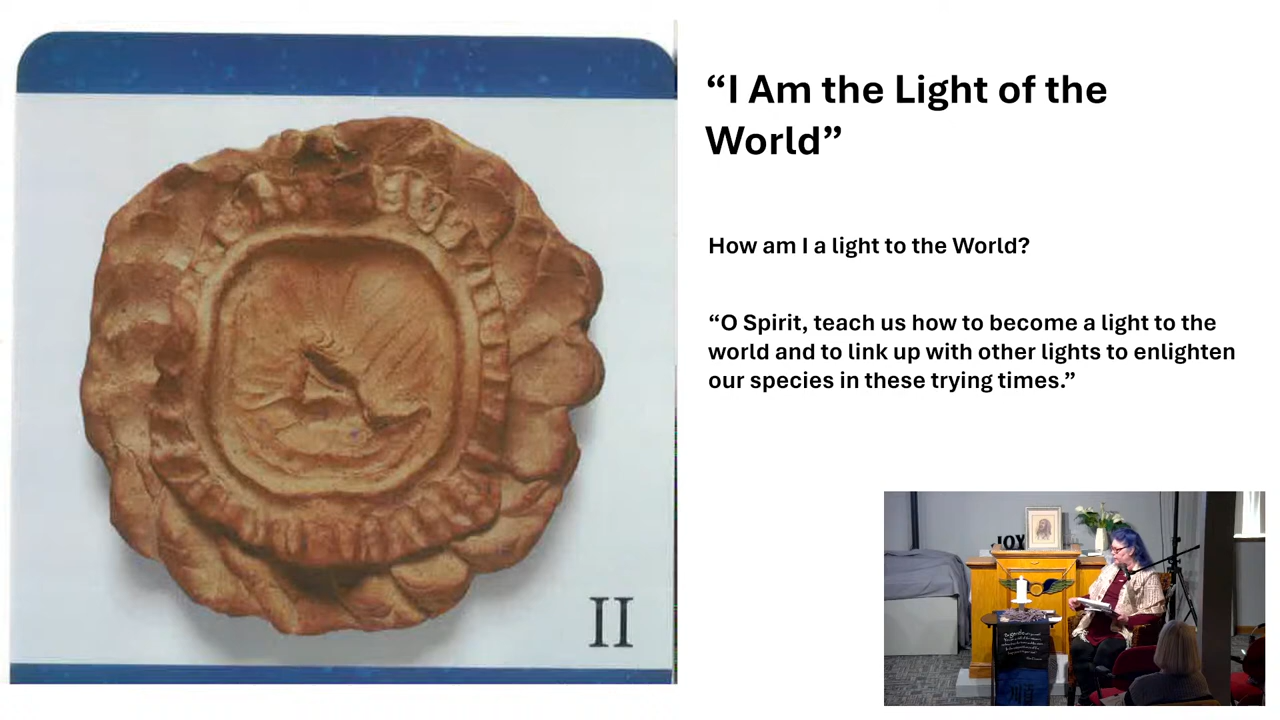 “I Am the Light of the
World”
How am I a light to the World?
“O Spirit, teach us how to become a light to the
world and to link up with other lights to enlighten
our species in these trying times.”
II
JOY